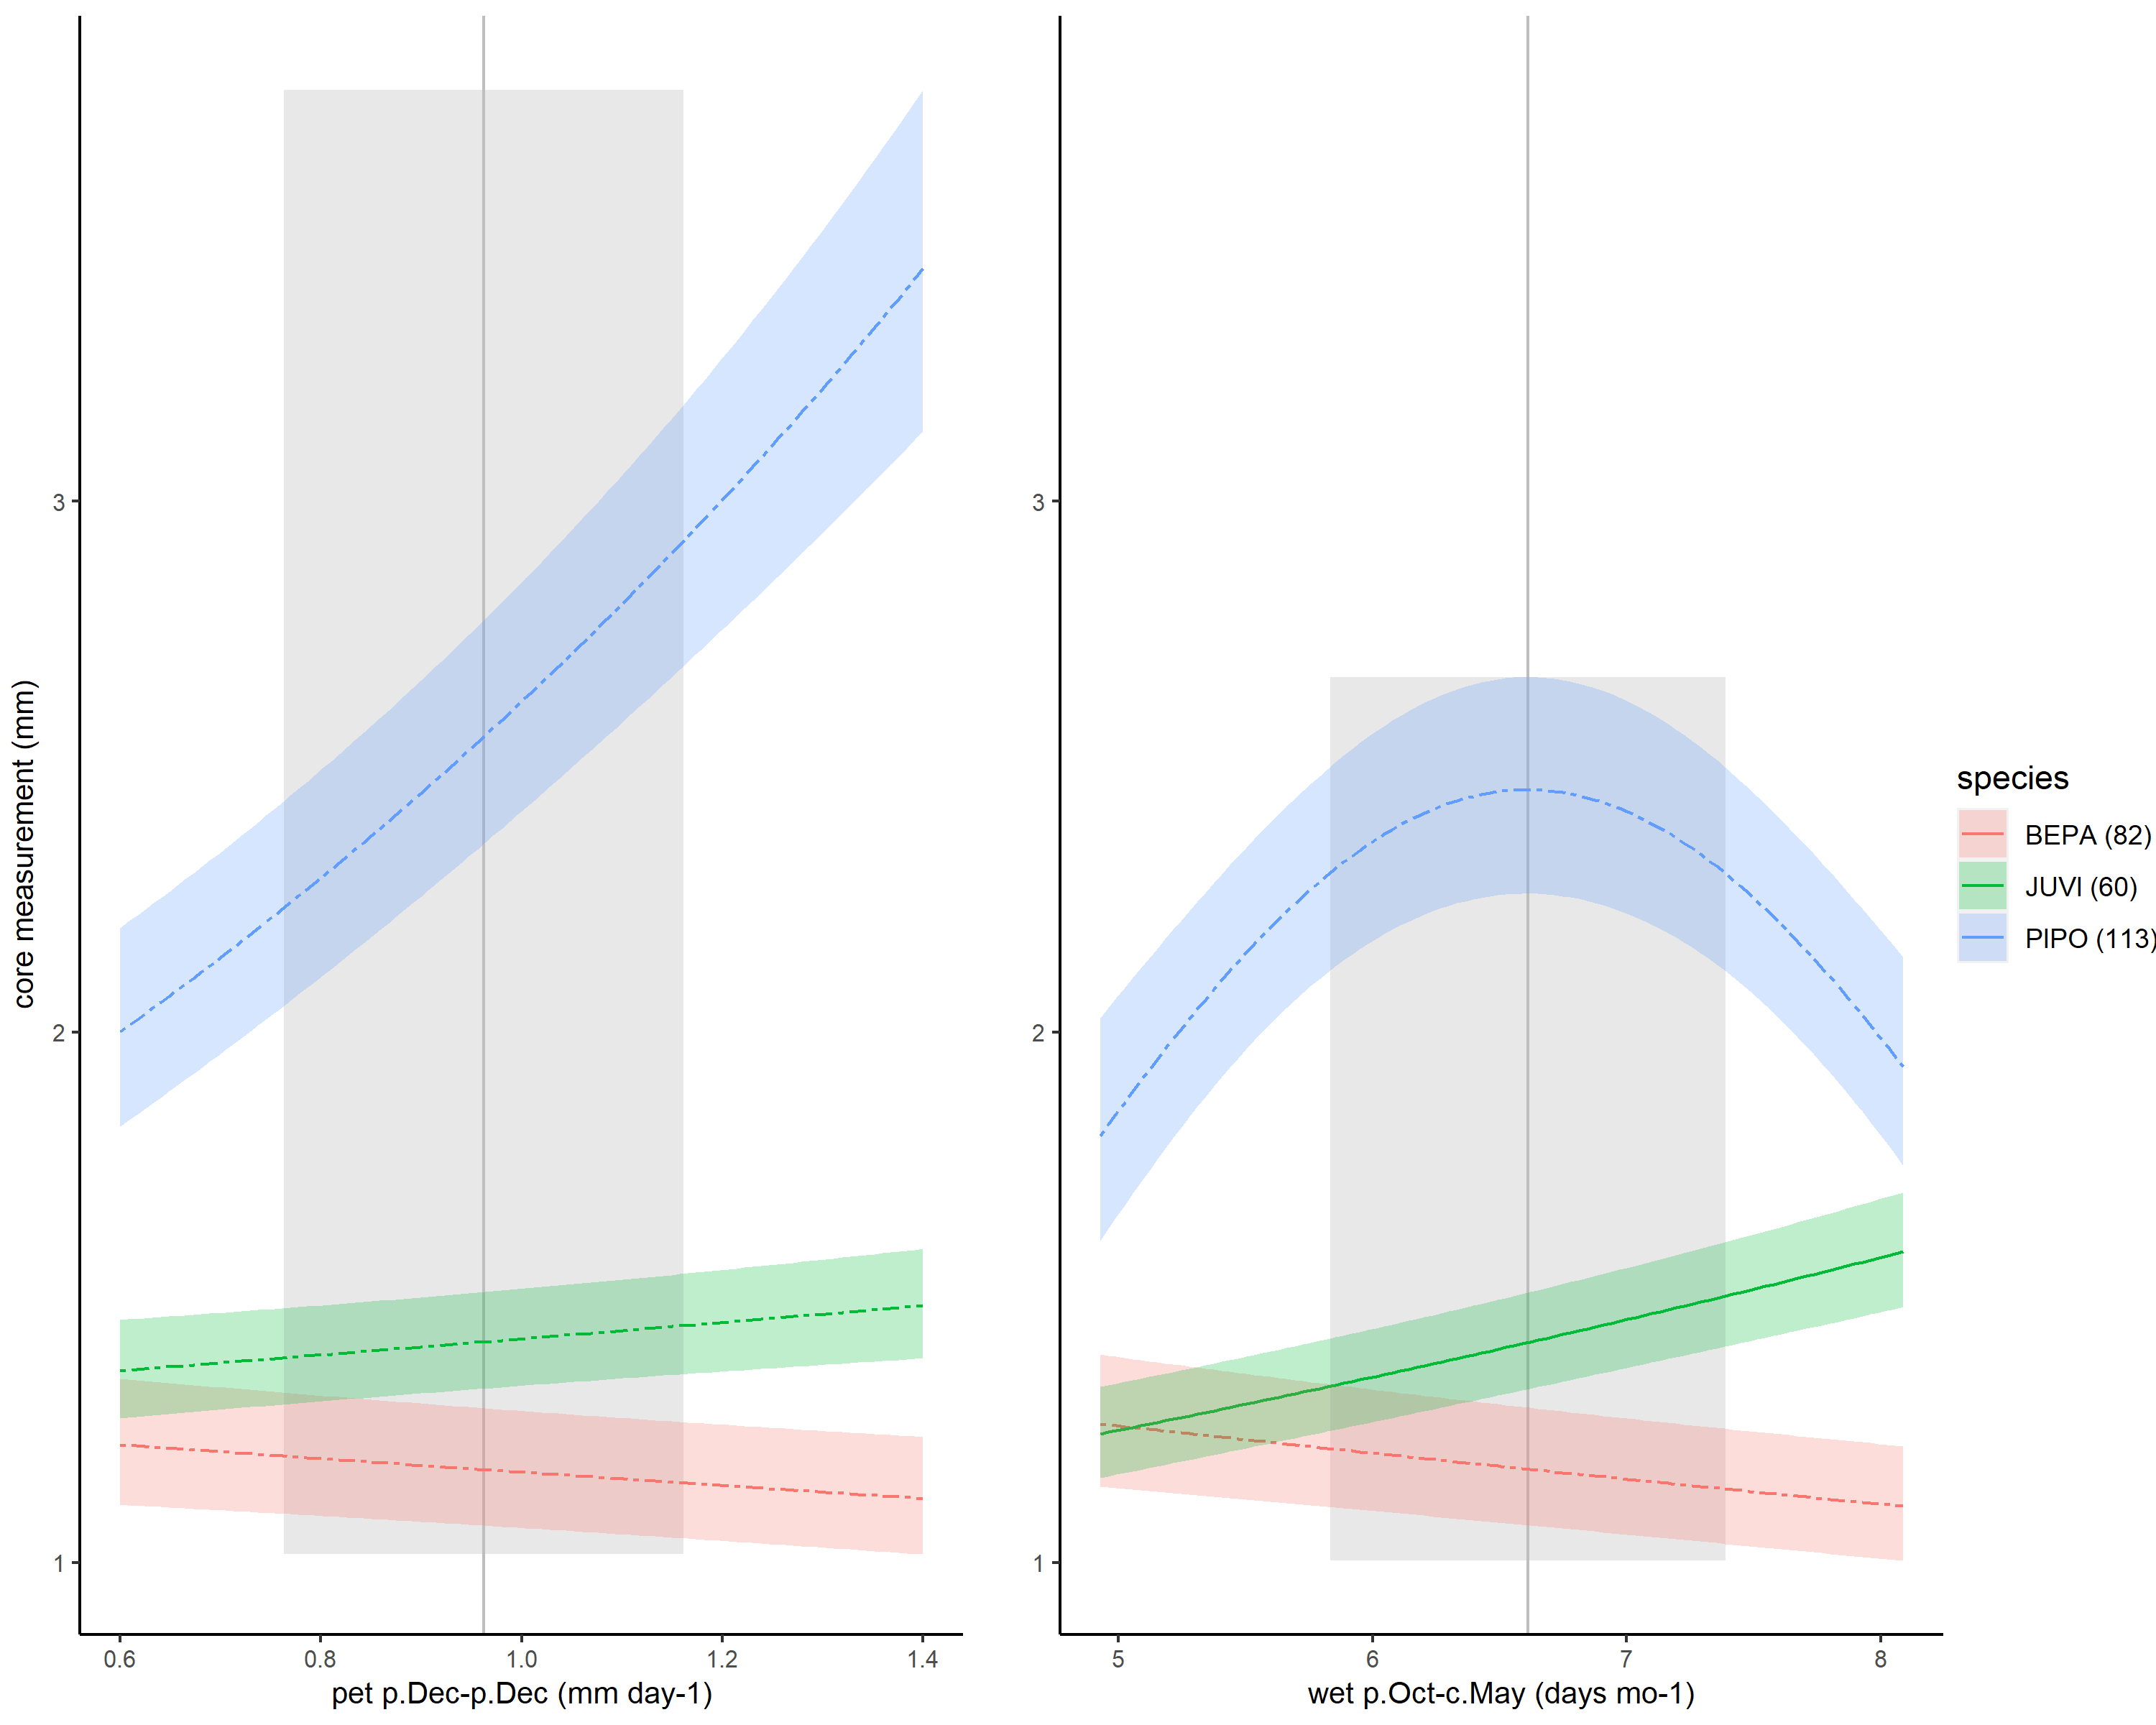 core measurement (mm)
3
2
1
0.6 0.8 1.0 1.2 1.4
pet p.Dec-p.Dec (mm day-1)
3
2
1
5 6 7 8
wet p.Oct-c.May (days mo-1)
species
BEPA (82)
JUVI (60)
PIPO (113)